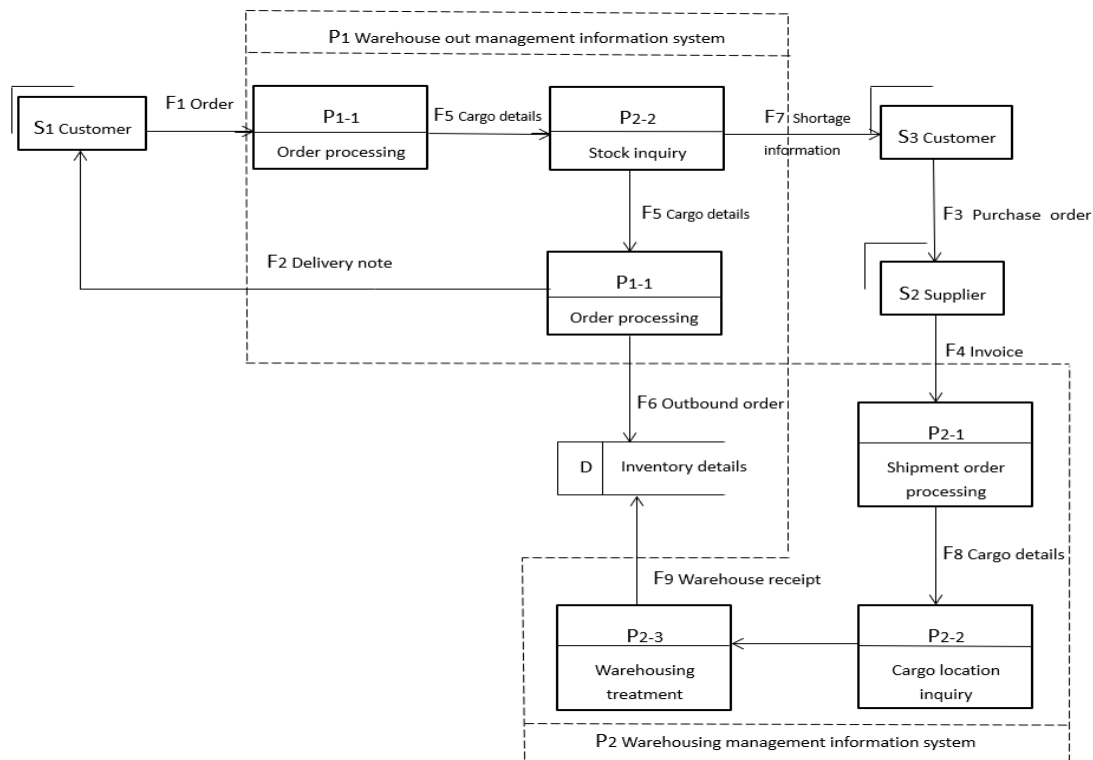 P1 Warehouse out management information system
F1 Order
S1 Customer
P1-1
Order processing
F5 Cargo details
P2-2
Stock inquiry
F7 Shortage
information
S3 Customer
F5 Cargo details
F3 Purchase order
F2 Delivery note
P1-1
Order processing
S2 Supplier
F4 Invoice
F6 Outbound order
P2-1
Shipment order
processing
D Inventory details
F8 Cargo details
F9 Warehouse receipt
P2-3
Warehousing
treatment
P2-2
Cargo location
inquiry
P2 Warehousing management information system